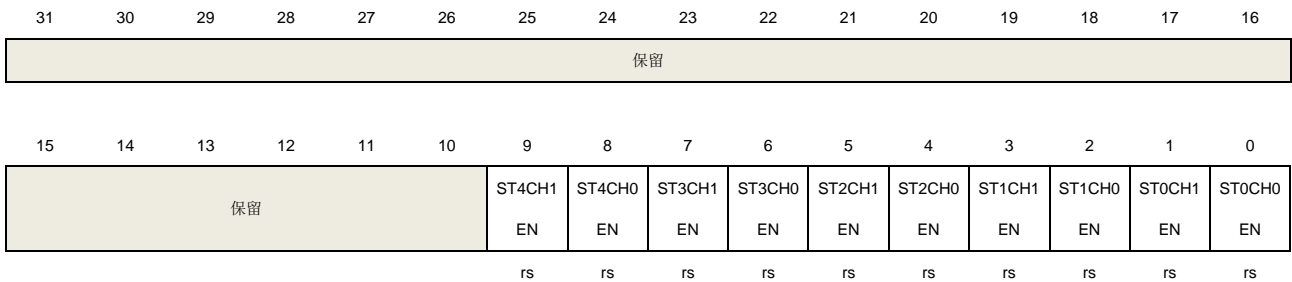 31 30 29 28 27 26 25 24 23 22 21 20 19 18 17 16
保留
15 14 13 12 11 10 9 8 7 6 5 4 3 2 1 0
保留
ST4CH1 ST4CH0 ST3CH1 ST3CH0 ST2CH1 ST2CH0 ST1CH1 ST1CH0 ST0CH1 ST0CH0
EN EN EN EN EN EN EN EN EN EN
rs rs rs rs rs rs rs rs rs rs